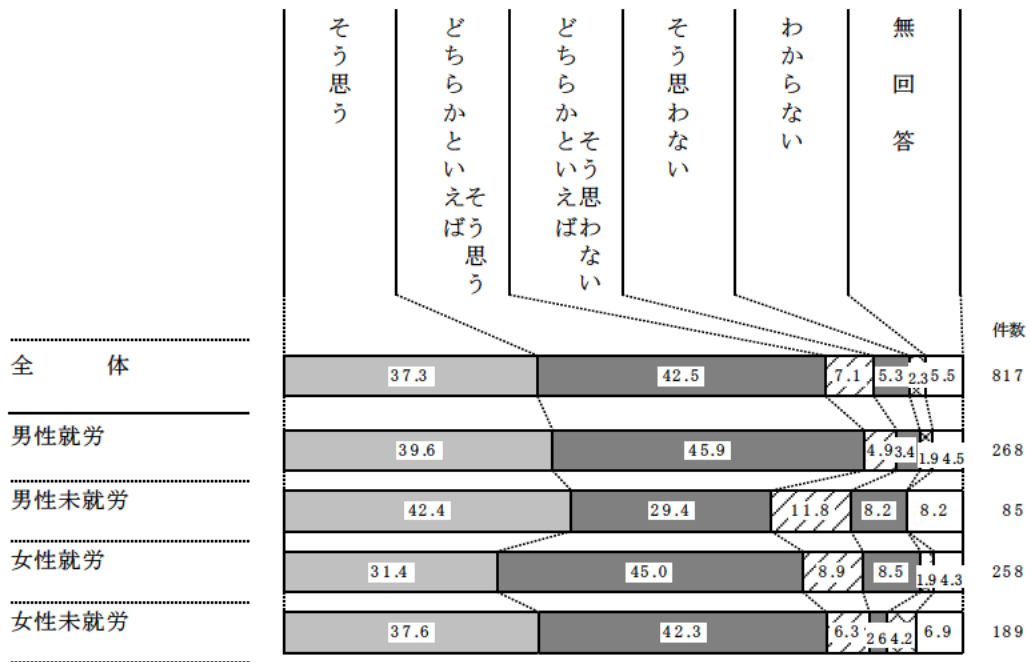 そう思う
どちらかといえば
そう思う
どちらかといえば
そう思わない
そう思わない
わからない
無回答
件数
全体
37.3 42.5 7.1 5.3 2.3 5.5 817
男性就労
39.6 45.9 4.9 3.4 1.9 4.5 268
男性未就労
42.4 29.4 11.8 8.2 8.2 85
女性就労
31.4 45.0 8.9 8.5 1.9 4.3 258
女性未就労
37.6 42.3 6.3 2 6 4.2 6.9 189